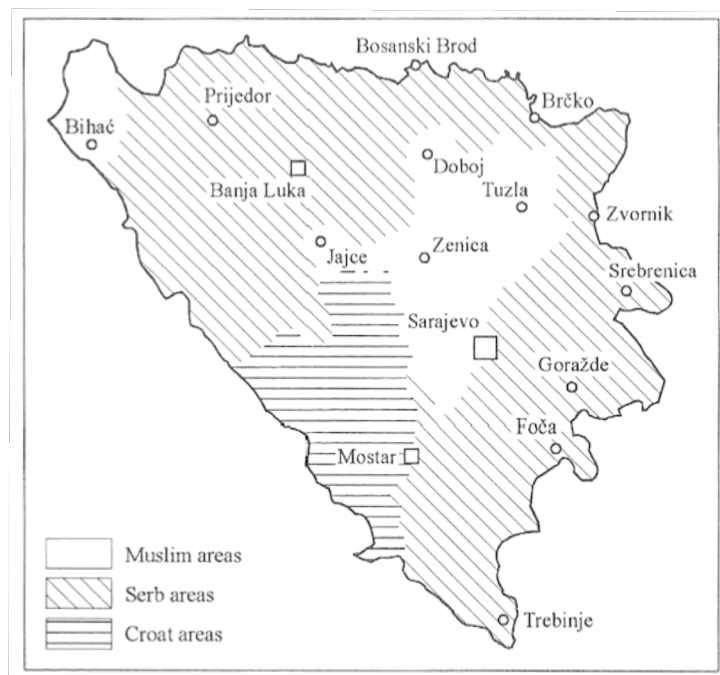 Bosanski Brod
Prijedor
Brčko
Bihać
Doboj
Banja Luka
Tuzla
Zvornik
Jajce
Zenica
Srebrenica
Sarajevo
Goražde
Foča
Mostar
Muslim areas
Serb areas
Croat areas
Trebinje